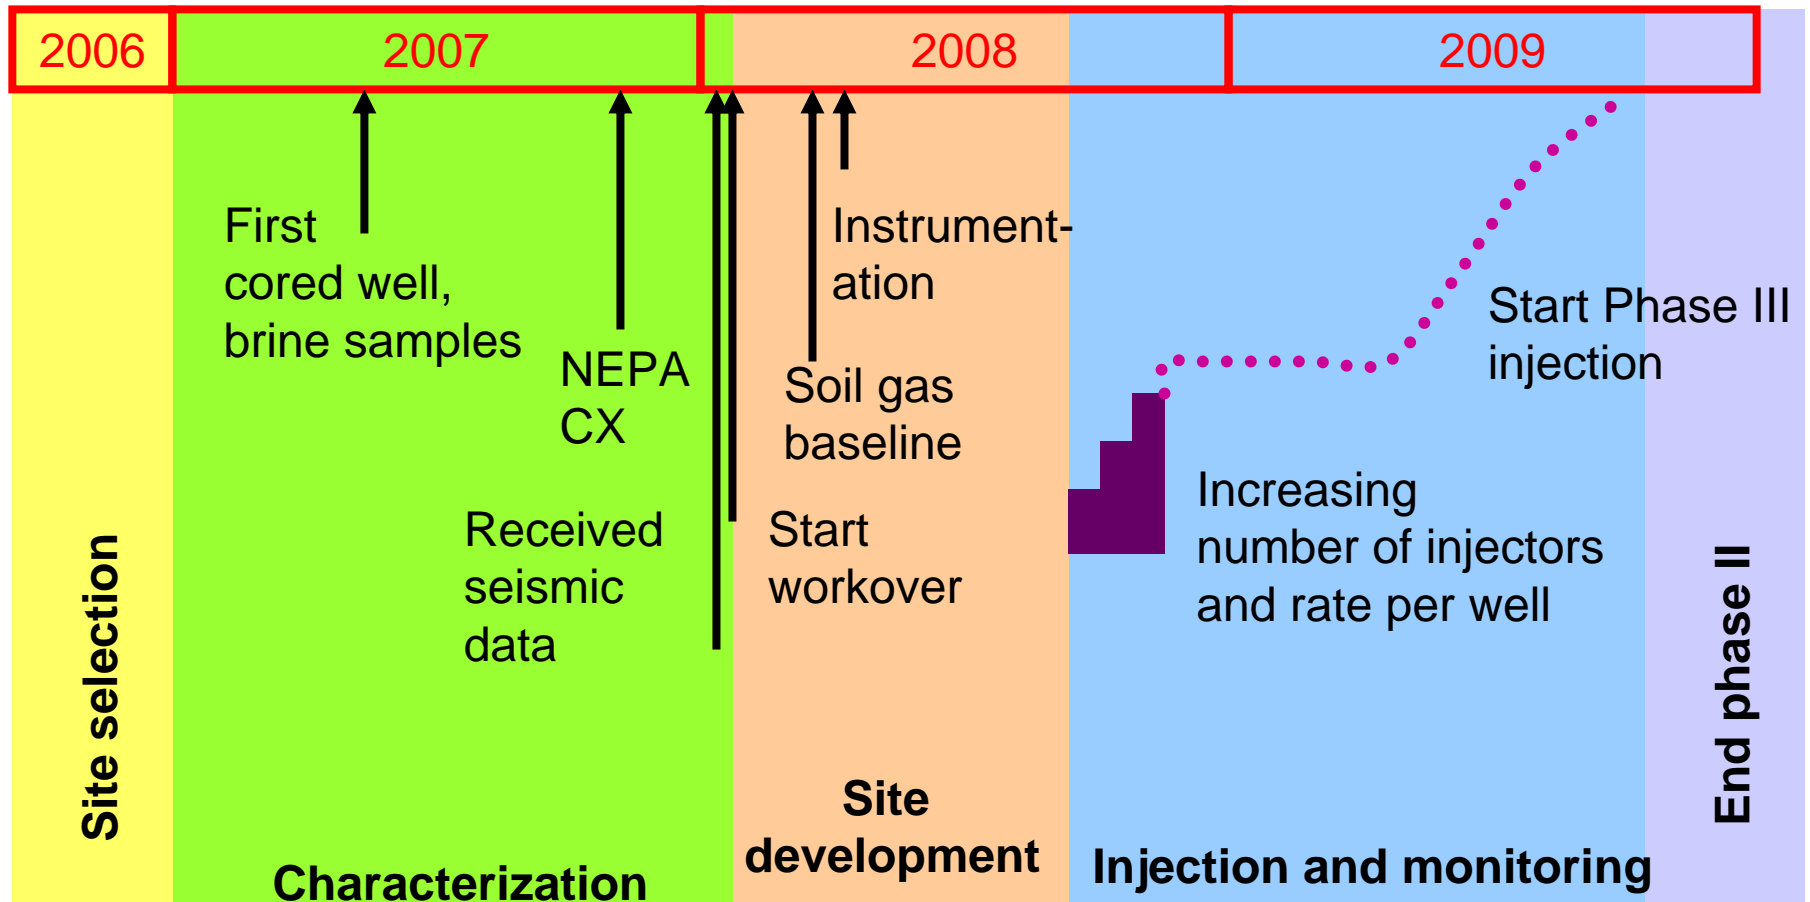 2006
2007
2008
2009
First
cored well,
brine samples
NEPA
CX
Received
seismic
data
Instrument-
ation
Soil gas
baseline
Start
workover
Start Phase III
injection
Increasing
number of injectors
and rate per well
Site selection
Characterization
Site
development
Injection and monitoring
End phase II